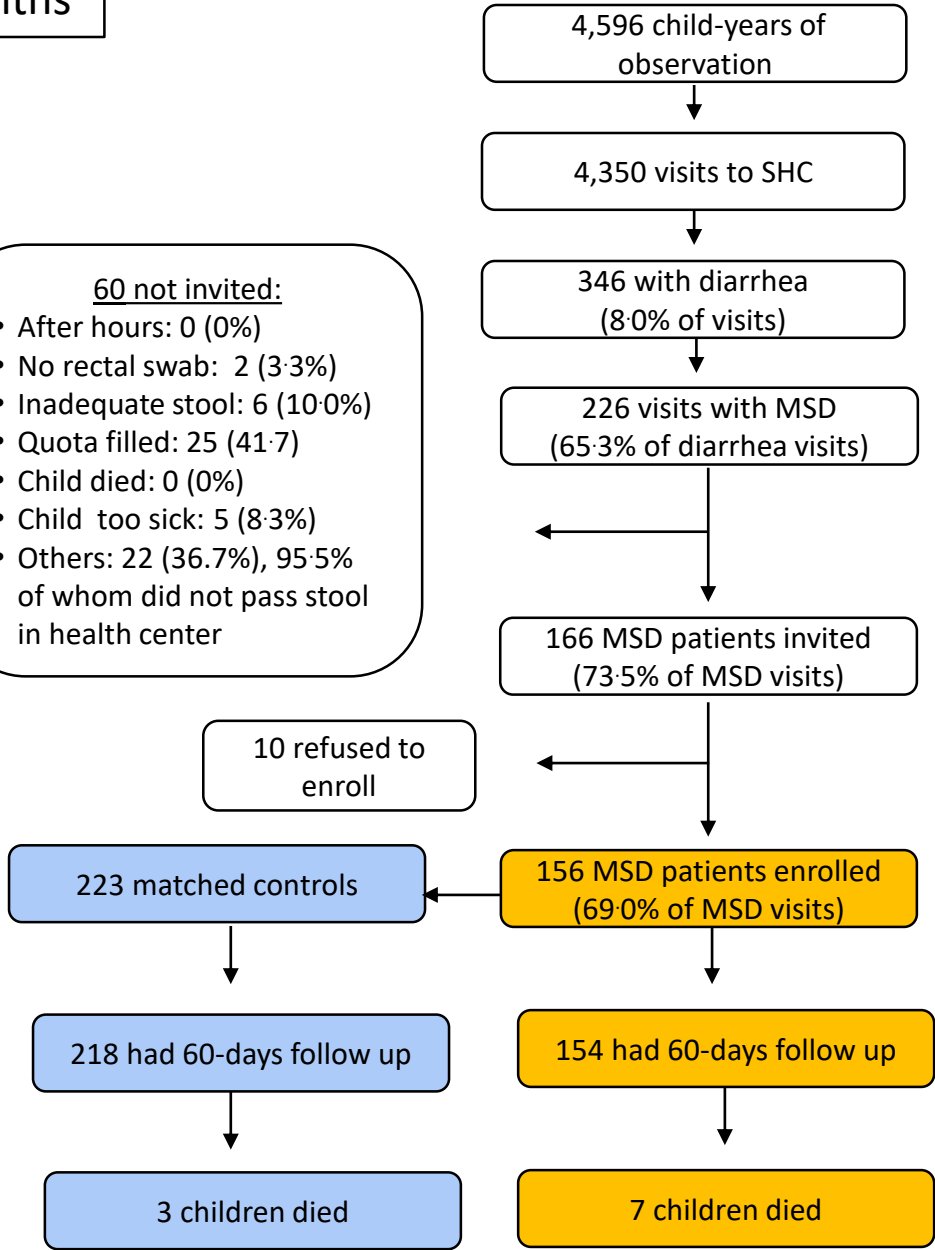 4,596 child-years of
observation
4,350 visits to SHC
346 with diarrhea
(8·0% of visits)
60 not invited:
• After hours: 0 (0%)
• No rectal swab:  2 (3·3%)
• Inadequate stool: 6 (10·0%)
• Quota filled: 25 (41·7)
• Child died: 0 (0%)
• Child  too sick: 5 (8·3%)
• Others: 22 (36.7%), 95·5%
of whom did not pass stool
in health center
226 visits with MSD
(65·3% of diarrhea visits)
166 MSD patients invited
(73·5% of MSD visits)
10 refused to
enroll
156 MSD patients enrolled
(69·0% of MSD visits)
223 matched controls
218 had 60-days follow up
154 had 60-days follow up
3 children died
7 children died